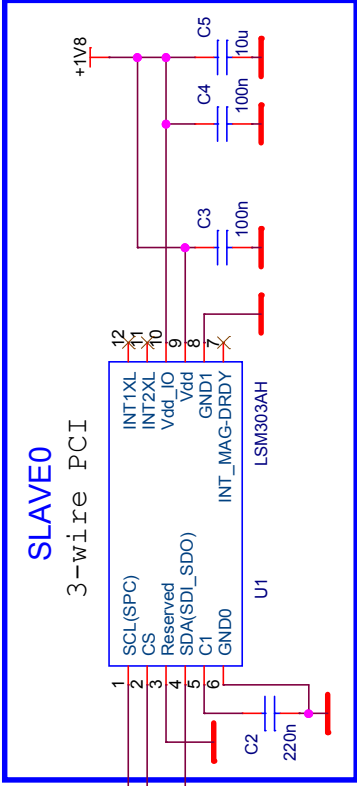 SLAVE0
3-wire PCI
+1V8
C5
10u
C4
100n
C3
100n
12
11
10
9
8
7
INT1XL
INT2XL
Vdd_IO
Vdd
GND1
INT_MAG-DRDY
LSM303AH
U1
SCL(SPC)
CS
Reserved
SDA(SDI_SDO)
C1
GND0
1
2
3
4
5
6
C2
220n